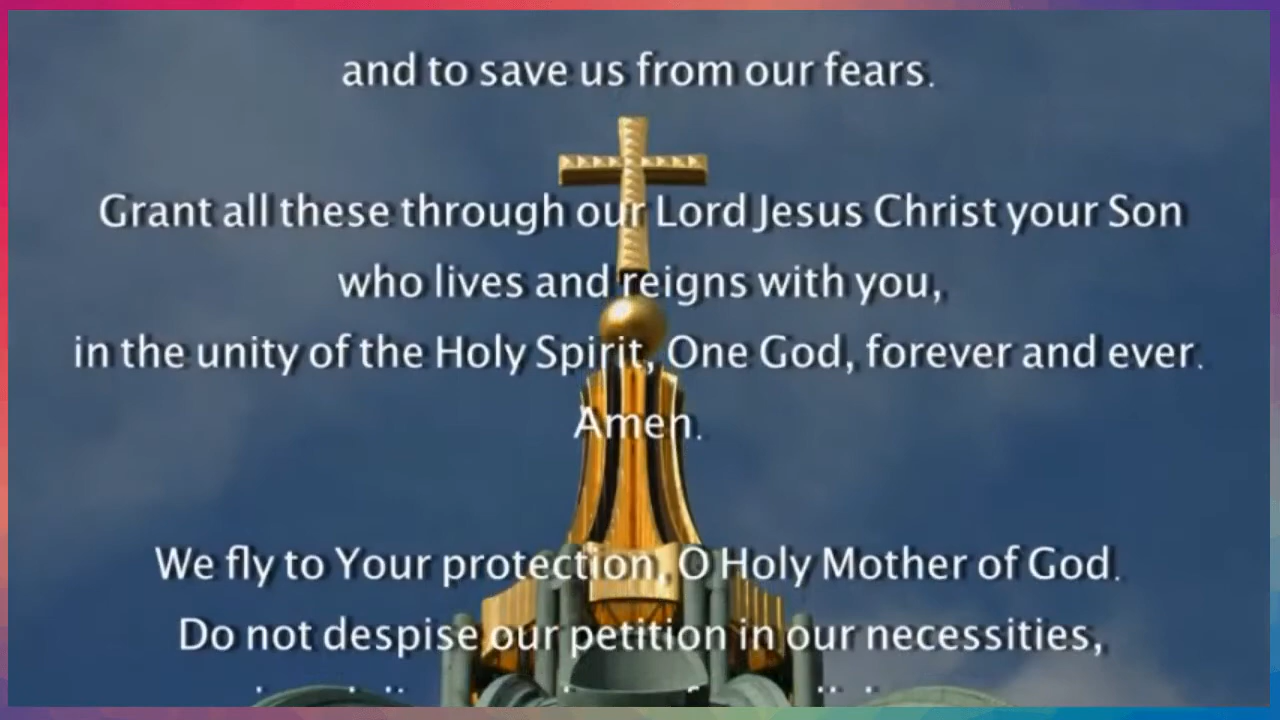 and to save us from our fears.
Grant all these through our Lord Jesus Christ your Son
who lives and reigns with you,
in the unity of the Holy Spirit, One God, forever and ever.
Amen.
We fly to Your protection, O Holy Mother of God.
Do not despise our petition in our necessities,